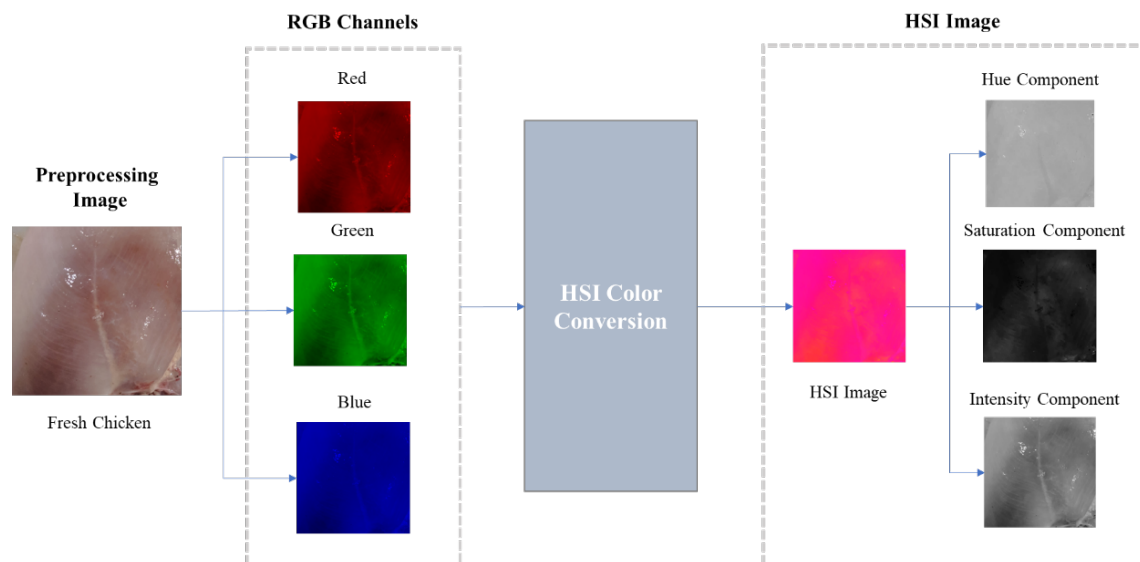 RGB Channels
HSI Image
Red
Hue Component
Preprocessing
Image
Green
Saturation Component
HSI Color
Conversion
Fresh Chicken
Blue
HSI Image
Intensity Component